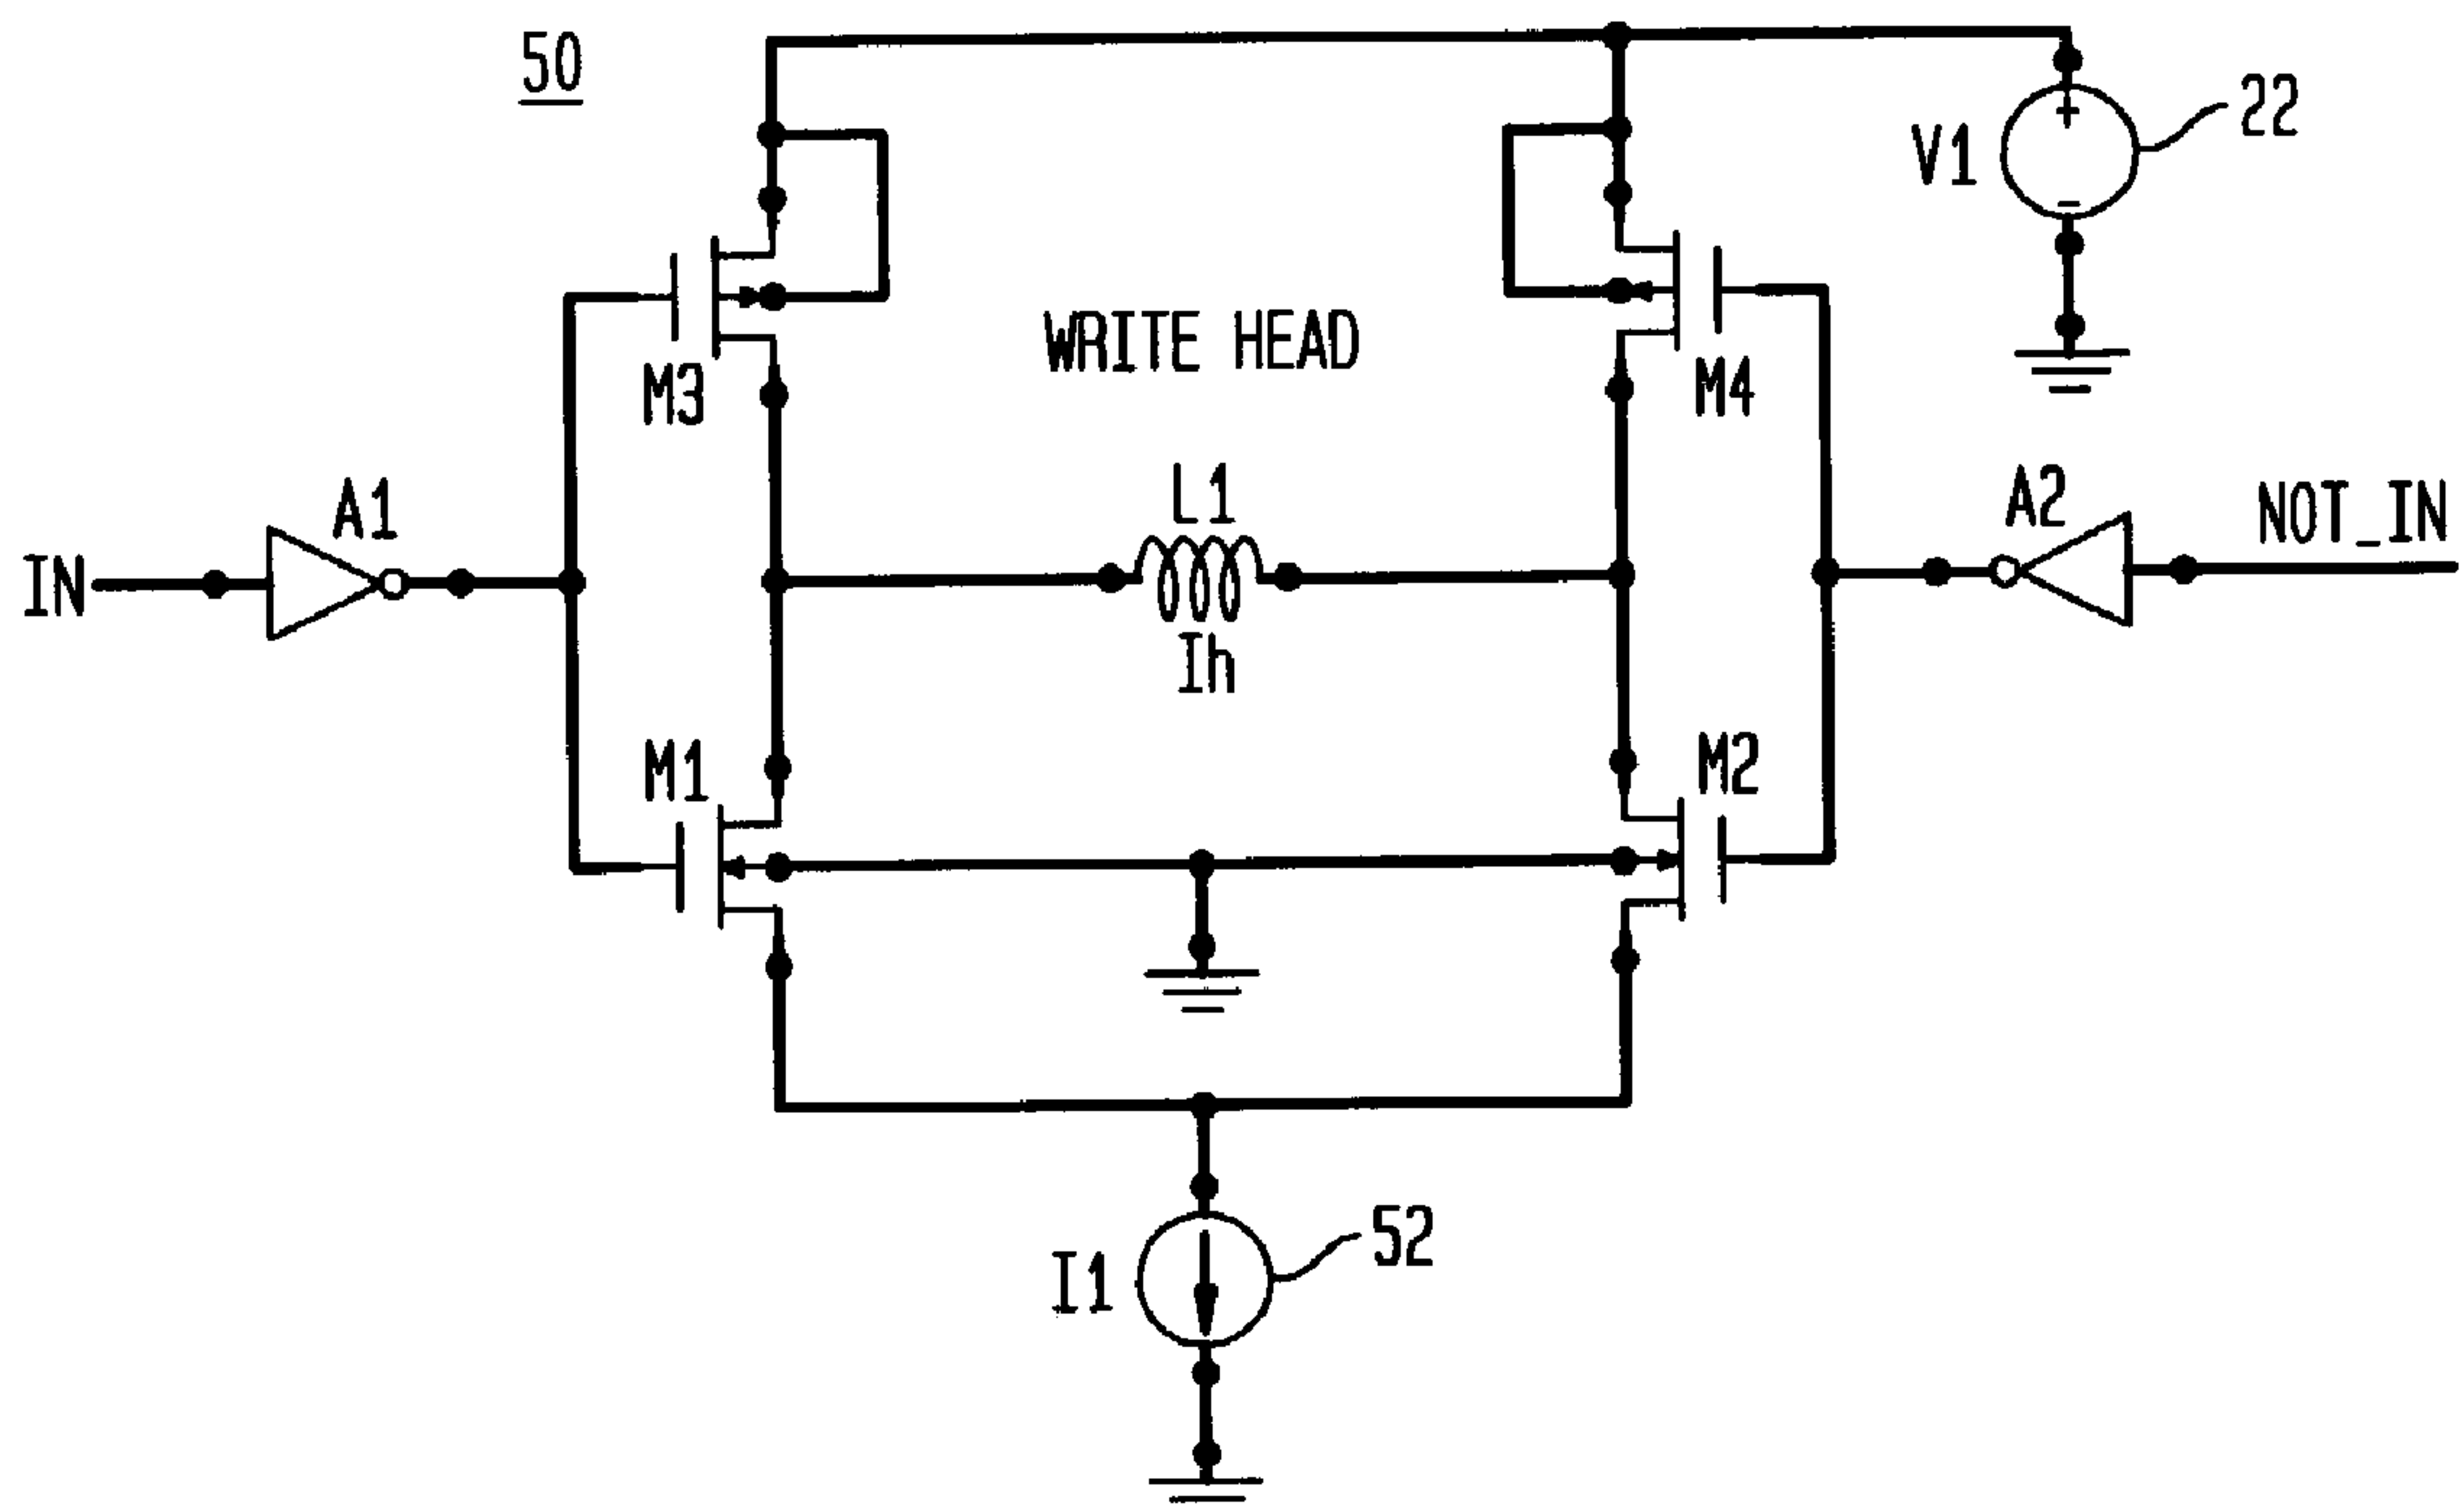 50
22
V1
+
-
WRITE HEAD
M3
M4
L1
A1
A2
NOT_IN
IN
Ih
M1
M2
52
I1